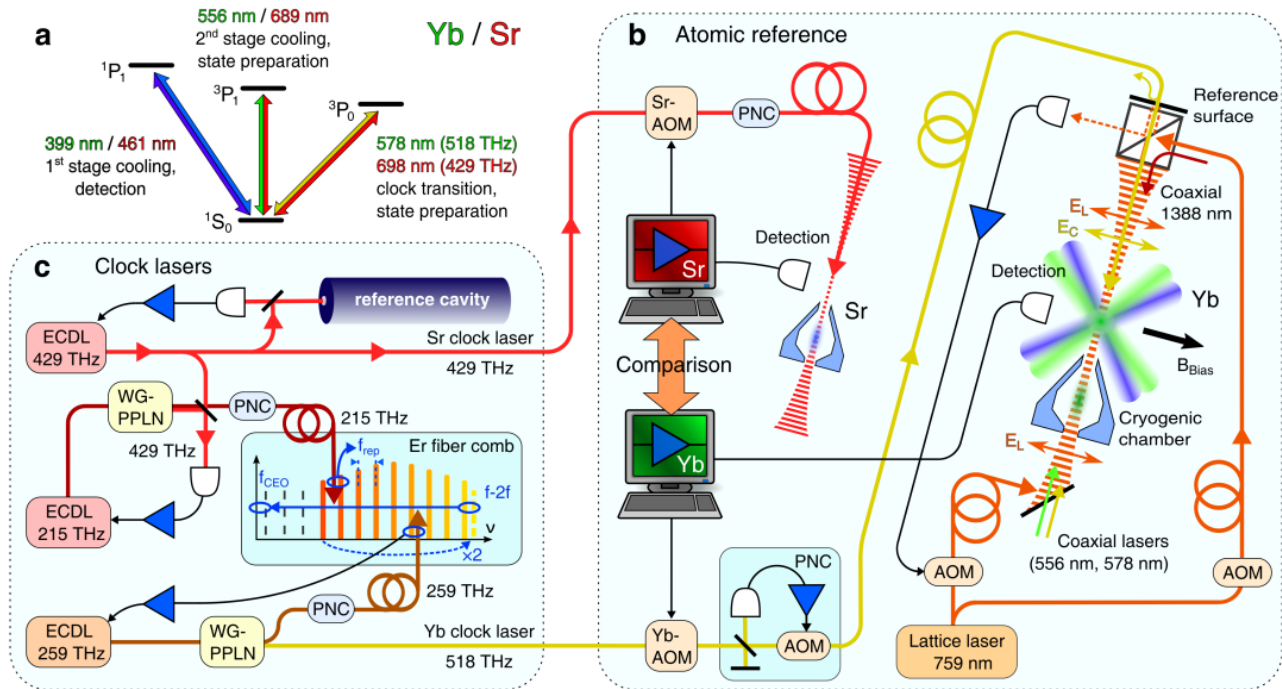 a
Yb / Sr
556 nm / 689 nm
2nd stage cooling,
state preparation
1P1
3P1
3P0
399 nm / 461 nm
1st stage cooling,
detection
578 nm (518 THz)
698 nm (429 THz)
clock transition,
state preparation
1S0
b
Atomic reference
Sr-
AOM
PNC
Reference
surface
Coaxial
1388 nm
EL
EC
Detection
Sr
Sr
Detection
Yb
BBias
Comparison
Yb
Cryogenic
chamber
EL
Coaxial lasers
(556 nm, 578 nm)
AOM
AOM
Lattice laser
759 nm
PNC
AOM
Yb-
AOM
c
Clock lasers
reference cavity
ECDL
429 THz
Sr clock laser
429 THz
WG-
PPLN
PNC
215 THz
429 THz
Er fiber comb
frep
fCEO
f-2f
ν
×2
ECDL
215 THz
259 THz
PNC
ECDL
259 THz
WG-
PPLN
Yb clock laser
518 THz